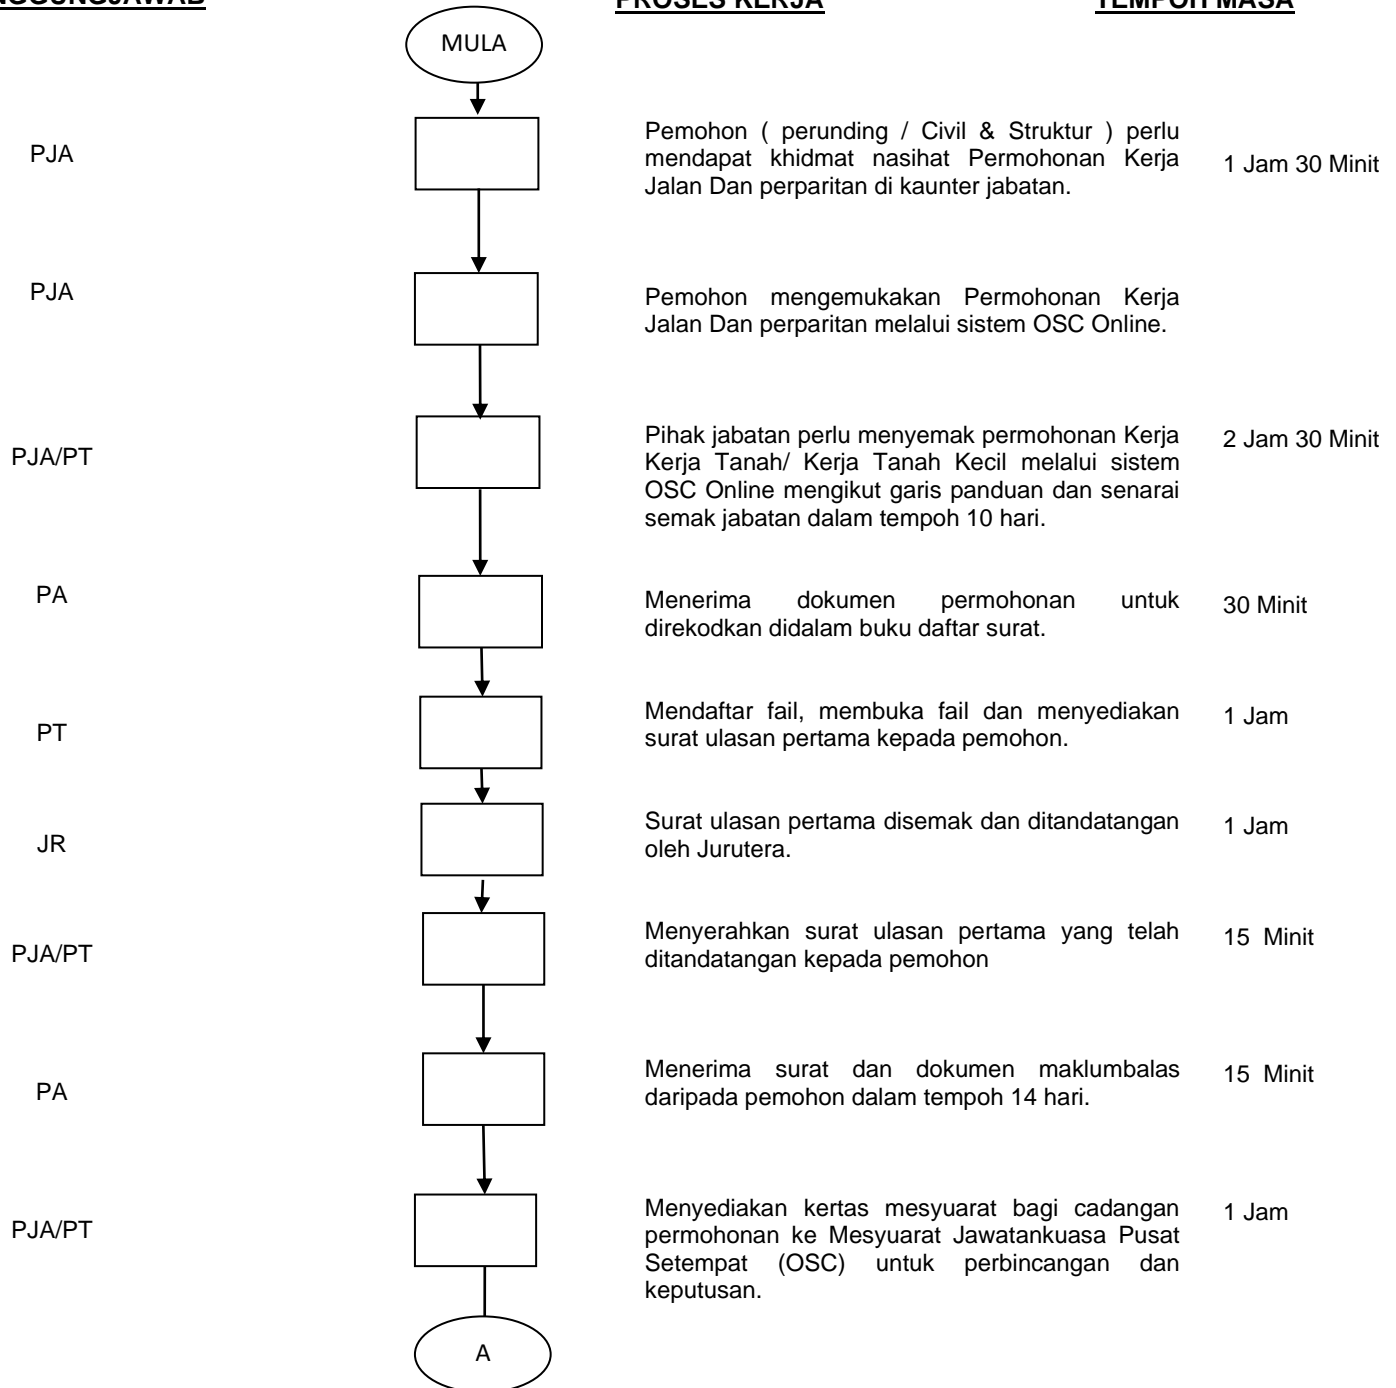 NGGUNGJAWAB PROSES KERJA TEMPOH MASA
MULA
PJA
Pemohon ( perunding / Civil & Struktur ) perlu
mendapat khidmat nasihat Permohonan Kerja
Jalan Dan perparitan di kaunter jabatan.
1 Jam 30 Minit
PJA
Pemohon mengemukakan Permohonan Kerja
Jalan Dan perparitan melalui sistem OSC Online.
PJA/PT
Pihak jabatan perlu menyemak permohonan Kerja
Kerja Tanah/ Kerja Tanah Kecil melalui sistem
OSC Online mengikut garis panduan dan senarai
semak jabatan dalam tempoh 10 hari.
2 Jam 30 Minit
PA
Menerima dokumen permohonan untuk
direkodkan didalam buku daftar surat.
30 Minit
PT
Mendaftar fail, membuka fail dan menyediakan
surat ulasan pertama kepada pemohon.
1 Jam
JR
Surat ulasan pertama disemak dan ditandatangan
oleh Jurutera.
1 Jam
PJA/PT
Menyerahkan surat ulasan pertama yang telah
ditandatangan kepada pemohon
15 Minit
PA
Menerima surat dan dokumen maklumbalas
daripada pemohon dalam tempoh 14 hari.
15 Minit
PJA/PT
Menyediakan kertas mesyuarat bagi cadangan
permohonan ke Mesyuarat Jawatankuasa Pusat
Setempat (OSC) untuk perbincangan dan
keputusan.
1 Jam
A